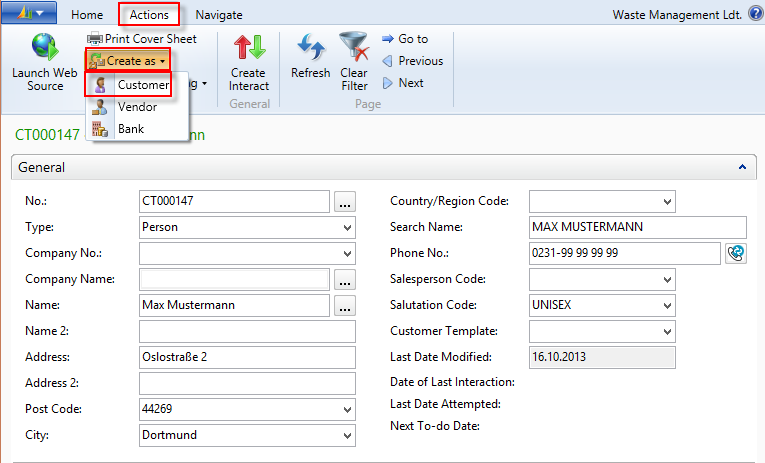 Home Actions Navigate Waste Management Ldt.
Launch Web Source
Print Cover Sheet
Create as
Customer
Vendor
Bank
Create Interact
General
Refresh
Clear Filter
Go to
Previous
Next
Page
CT000147
General
No.: CT000147 ...
Type: Person
Company No.:
Company Name: ...
Name: Max Mustermann ...
Name 2:
Address: Oslostraße 2
Address 2:
Post Code: 44269
City: Dortmund
Country/Region Code:
Search Name: MAX MUSTERMANN
Phone No.: 0231-99 99 99 99
Salesperson Code:
Salutation Code: UNISEX
Customer Template:
Last Date Modified: 16.10.2013
Date of Last Interaction:
Last Date Attempted:
Next To-do Date: